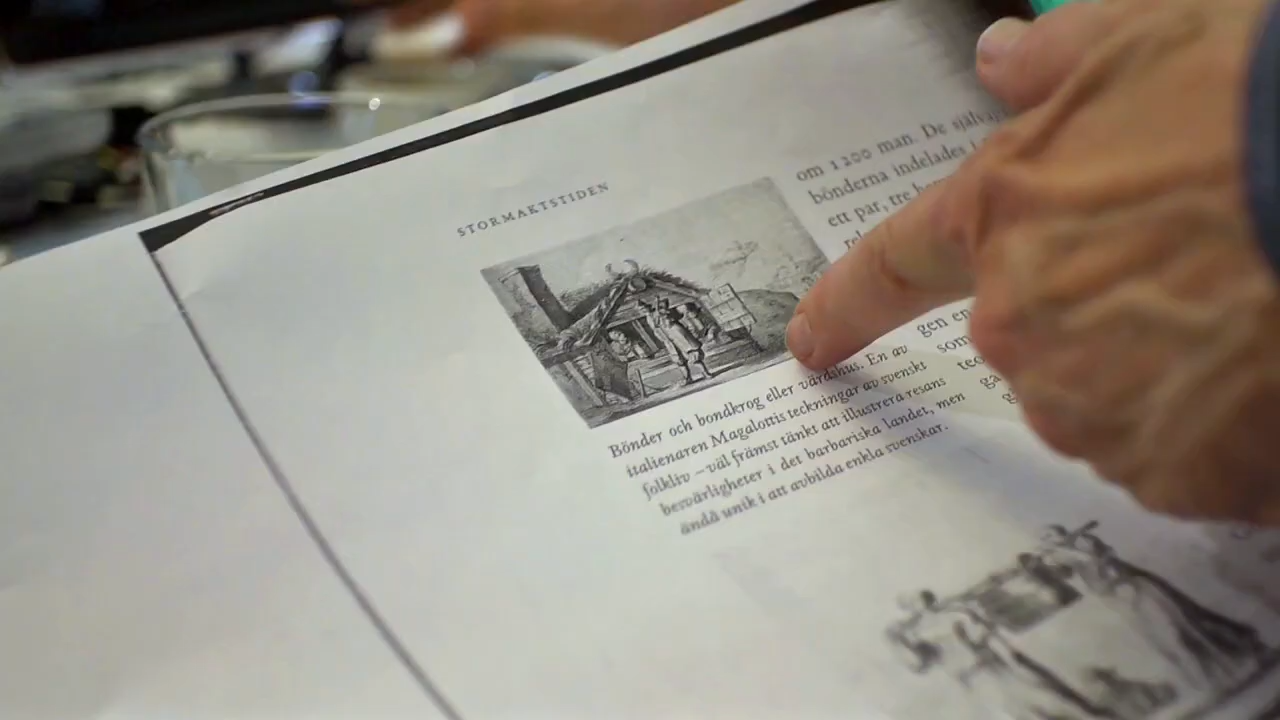 STORMAKTSTIDEN
om 1200 man. De själv
bönderna indelades i
ett par, tre
Bönder och bondkrog eller värdshus. En av
italienaren Magalottis teckningar av svenskt
folkliv – väl främst tänkt att illustrera resans
besvärligheter i det barbariska landet, men
ändå unik i att avbilda enkla svenskar.
gen en
som